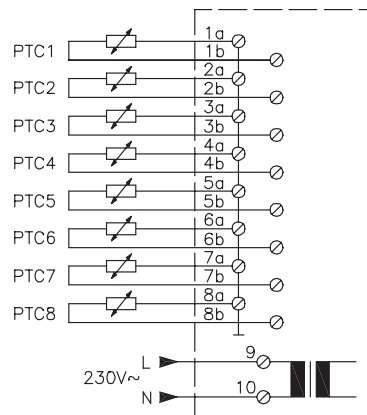 1a
PTC1
1b
2a
PTC2
2b
3a
PTC3
3b
4a
PTC4
4b
5a
PTC5
5b
6a
PTC6
6b
7a
PTC7
7b
8a
PTC8
8b
L 9
230V~
N 10